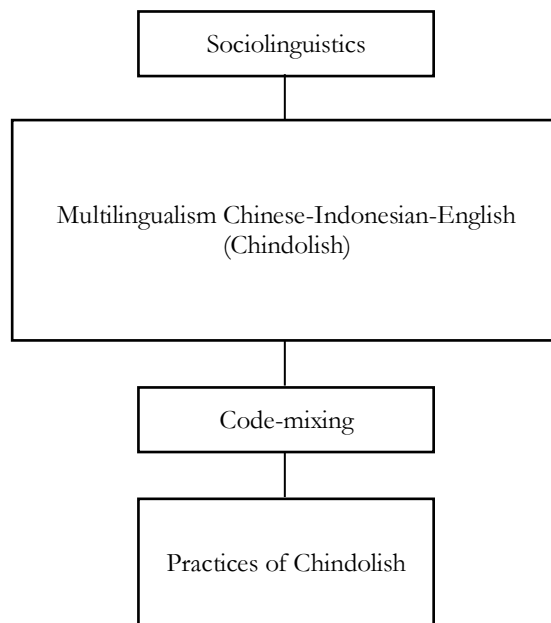 Sociolinguistics
Multilingualism Chinese-Indonesian-English
(Chindolish)
Code-mixing
Practices of Chindolish